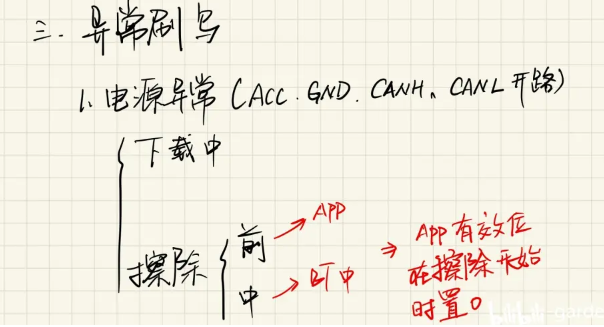 三. 异常刷写
1. 电源异常 (ACC. GND. CANH、CANL 开路)
下载中
擦除
前 → APP
中 → BT中
⇒ APP有效位
在擦除开始
时置0
bilibili garde